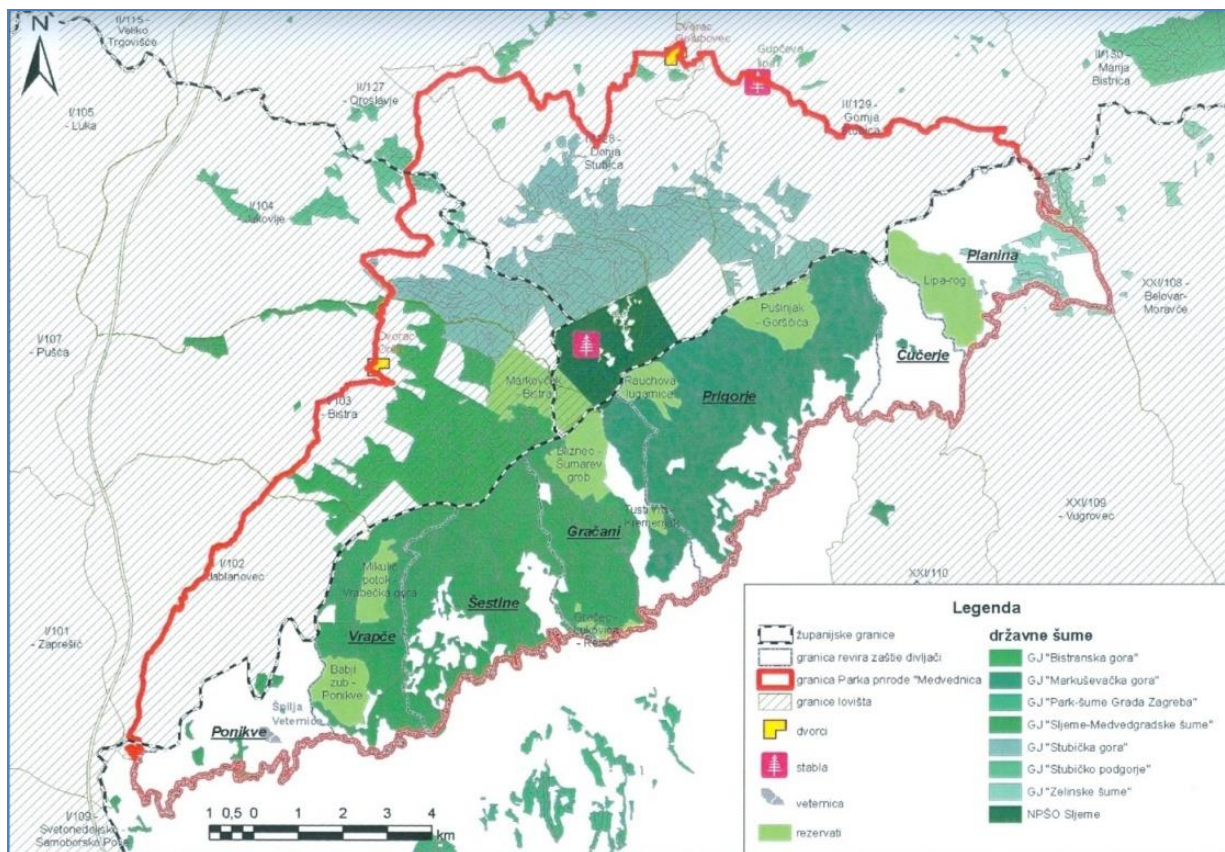 N
II/115 -
Veliko
Trgovišće
Dvorac
Golubovec
Gupčeva
lipa
II/130 -
Marija
Bistrica
I/105
- Luka
II/127
- Oroslavje
II/129 -
Gornja
Stubica
II/128 -
Donja
Stubica
I/104
- Jakovlje
Planina
Lipa-rog
XXI/108 -
Belovar-
Moravče
Pušinjak
- Gorščica
I/107
- Pušća
Dvorac
Čučerje
Markovčak
- Bistra
Rauchova
lugarnica
Prigorje
I/103
- Bistra
Bliznec -
Šumarev
grob
XXI/109
- Vugrovec
Gračani
I/102
- Jablanovec
XXI/110
Mikulić
potok -
Vrabečka gora
Šestine
I/101
- Zaprešić
Vrapče
Babji
zub -
Ponikve
Špilja
Veternica
Ponikve
I/109 -
Svetonedeljsko -
Samoborsko Polje
1 0,5 0 1 2 3 4
km
Legenda
županijske granice
granica revira zaštie divljači
granica Parka prirode "Medvednica
granice lovišta
dvorci
stabla
veternica
rezervati
državne šume
GJ "Bistranska gora"
GJ "Markuševačka gora"
GJ "Park-šume Grada Zagreba"
GJ "Sljeme-Medvedgradske šume"
GJ "Stubička gora"
GJ "Stubičko podgorje"
GJ "Zelinske šume"
NPŠO Sljeme